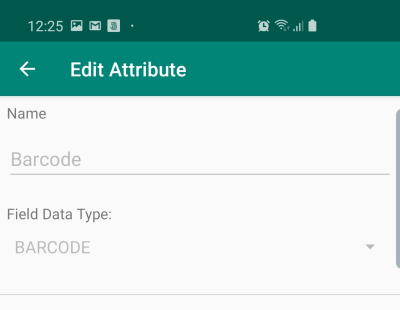 12:25
Edit Attribute
Name
Barcode
Field Data Type:
BARCODE